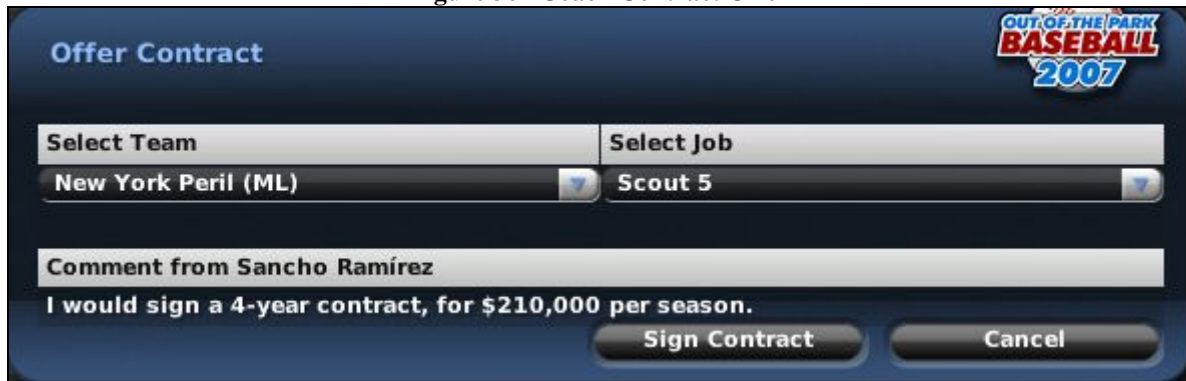 Offer Contract
OUT OF THE PARK
BASEBALL
2007
Select Team
Select Job
New York Peril (ML)
Scout 5
Comment from Sancho Ramírez
I would sign a 4-year contract, for $210,000 per season.
Sign Contract
Cancel